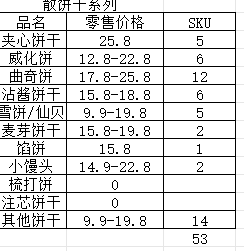 散饼干系列
品名 零售价格 SKU
夹心饼干 25.8 5
威化饼 12.8-22.8 6
曲奇饼 17.8-25.8 12
沾酱饼干 15.8-18.8 6
雪饼/仙贝 9.9-19.8 5
麦芽饼干 15.8-19.8 2
馅饼 15.8 1
小馒头 14.9-22.8 2
梳打饼 0
注芯饼干 0
其他饼干 9.9-19.8 14
53